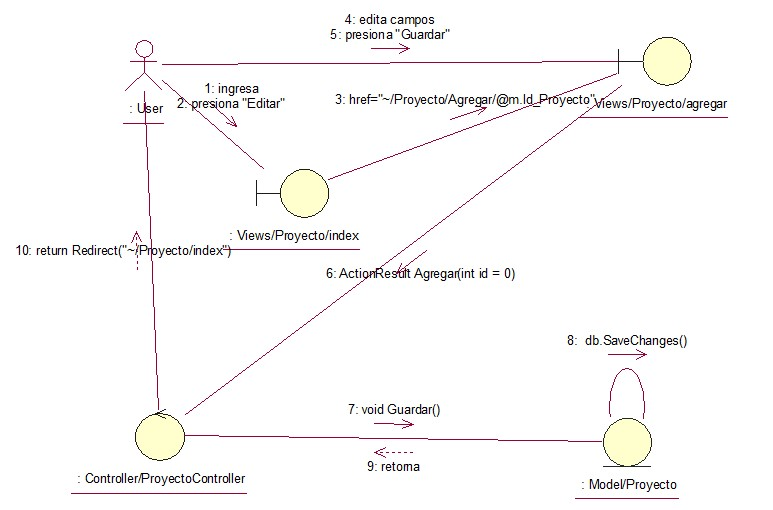 4: edita campos
5: presiona "Guardar"
1: ingresa
2: presiona "Editar"
3: href="~/Proyecto/Agregar/@m.Id_Proyecto"
: User
: Views/Proyecto/agregar
: Views/Proyecto/index
10: return Redirect("~/Proyecto/index")
6: ActionResult Agregar(int id = 0)
8: db.SaveChanges()
7: void Guardar()
9: retorna
: Controller/ProyectoController
: Model/Proyecto